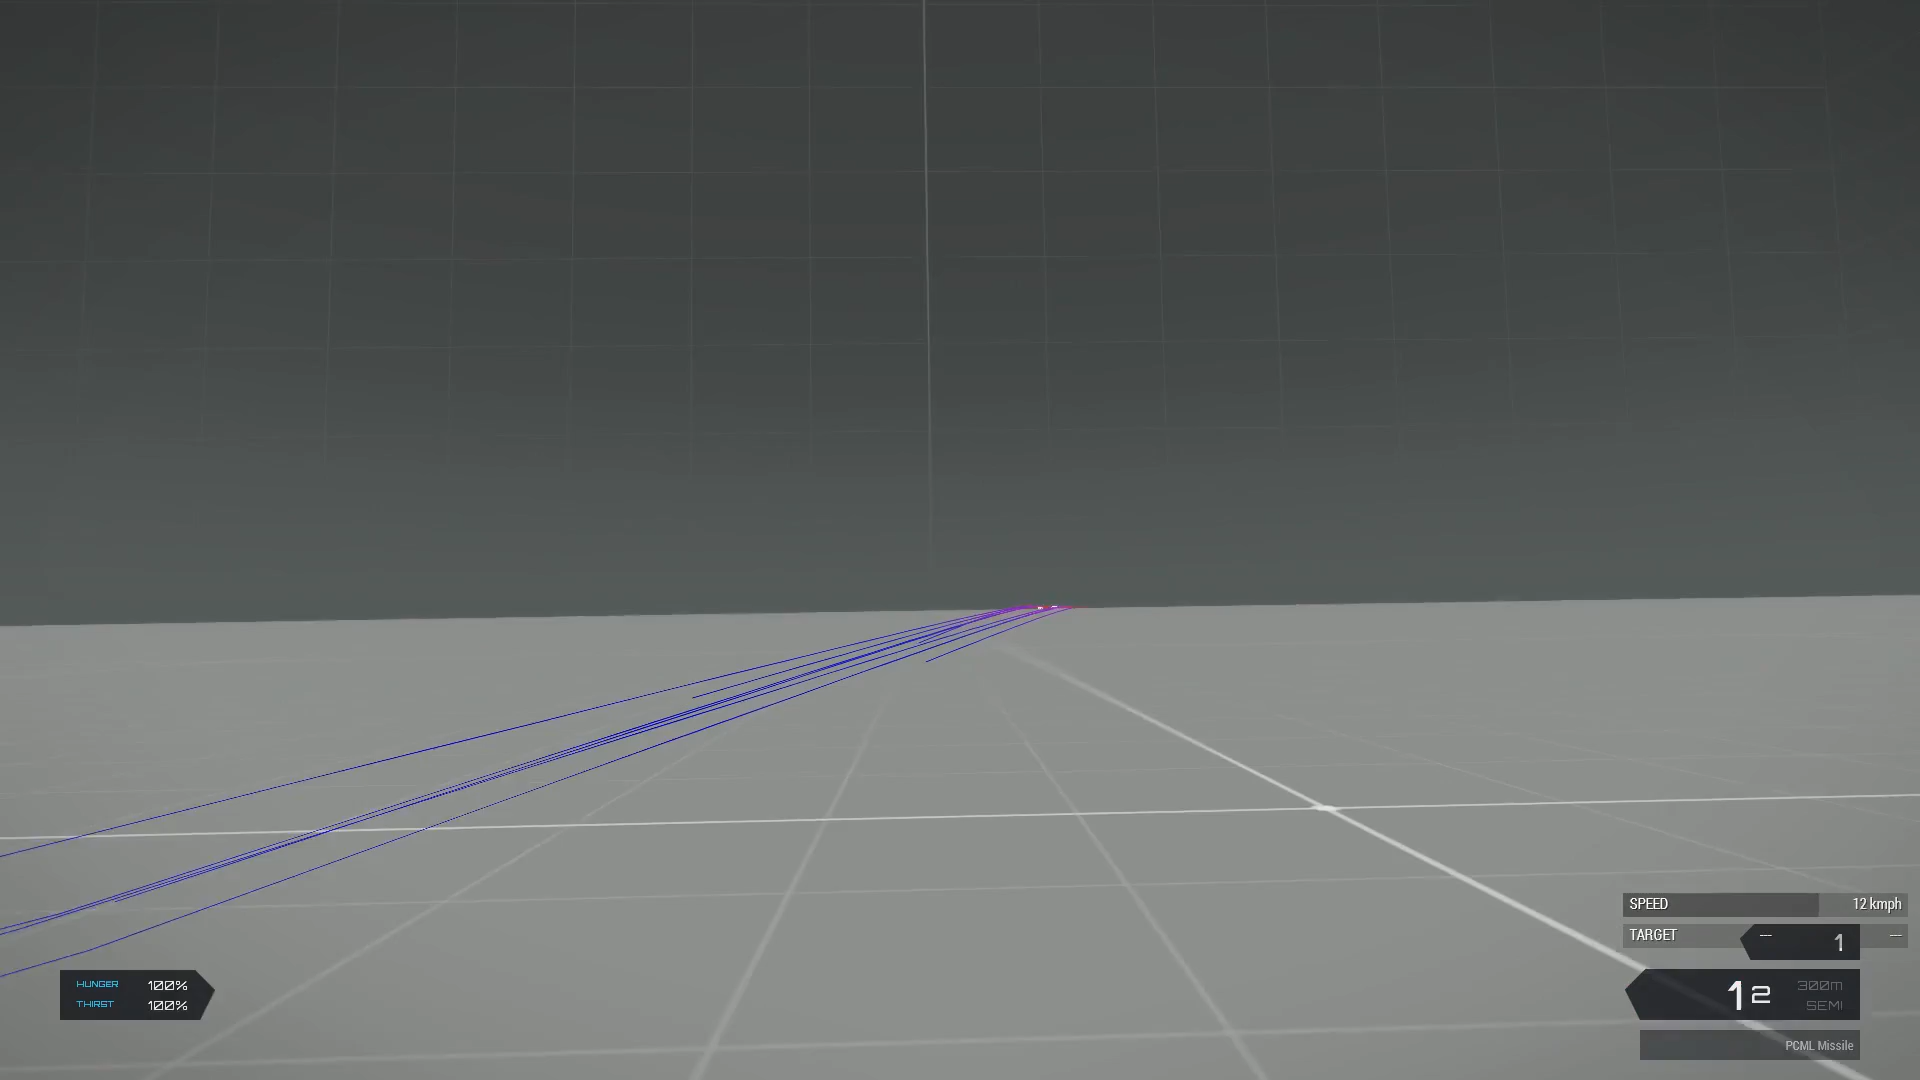 SPEED 12 kmph
TARGET --- ---
1
HUNGER 100%
THIRST 100%
1 2 300m
SEMI
PCML Missile